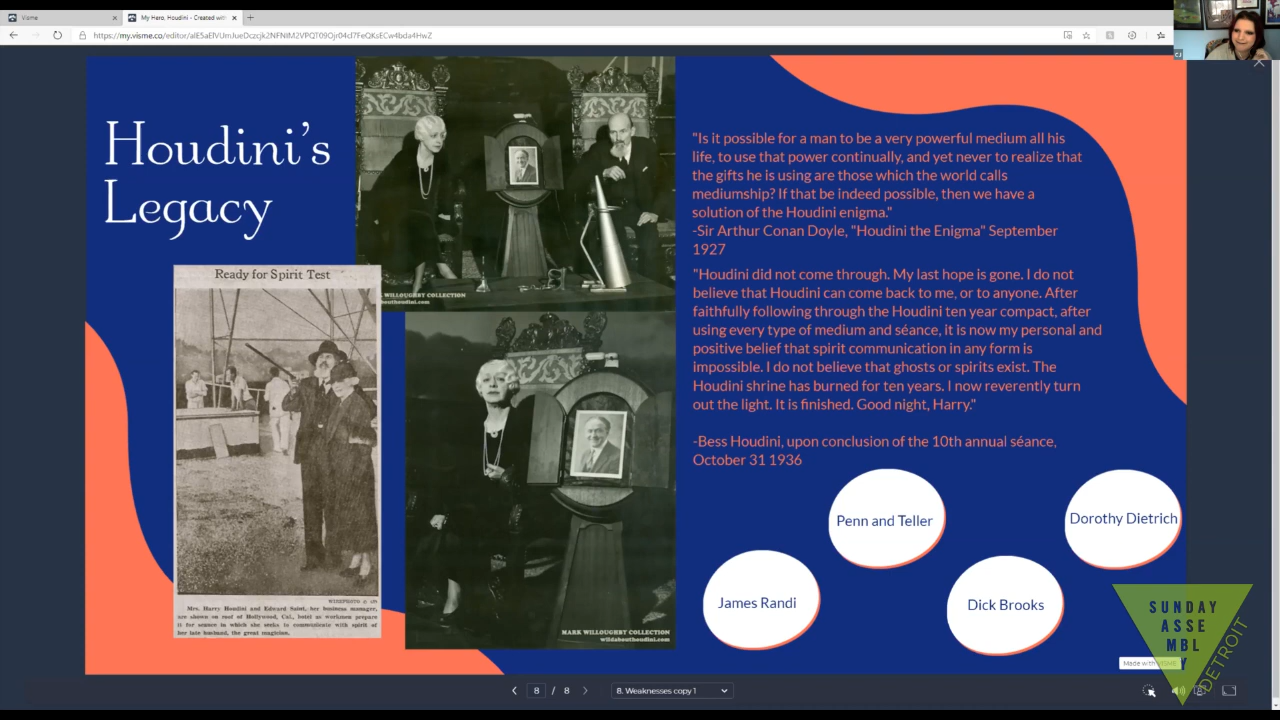 Visme
My Hero, Houdini - Created with
Houdini's
Legacy
Ready for Spirit Test
WILLOUGHBY COLLECTION
Mrs. Harry Houdini and Edward Saint, her business manager,
are shown on roof of Hollywood, Cal., hotel as workmen prepare
it for seance in which she seeks to communicate with spirit of
her late husband, the great magician.
MARK WILLOUGHBY COLLECTION
wildabouthoudini.com
"Is it possible for a man to be a very powerful medium all his
life, to use that power continually, and yet never to realize that
the gifts he is using are those which the world calls
mediumship? If that be indeed possible, then we have a
solution of the Houdini enigma."
-Sir Arthur Conan Doyle, "Houdini the Enigma" September
1927
"Houdini did not come through. My last hope is gone. I do not
believe that Houdini can come back to me, or to anyone. After
faithfully following through the Houdini ten year compact, after
using every type of medium and séance, it is now my personal and
positive belief that spirit communication in any form is
impossible. I do not believe that ghosts or spirits exist. The
Houdini shrine has burned for ten years. I now reverently turn
out the light. It is finished. Good night, Harry."
-Bess Houdini, upon conclusion of the 10th annual séance,
October 31 1936
Penn and Teller
Dorothy Dietrich
James Randi
Dick Brooks
SUNDAY
ASSE
MBL
Y
DETROIT
Made with
8 / 8
8. Weaknesses copy 1
CJ